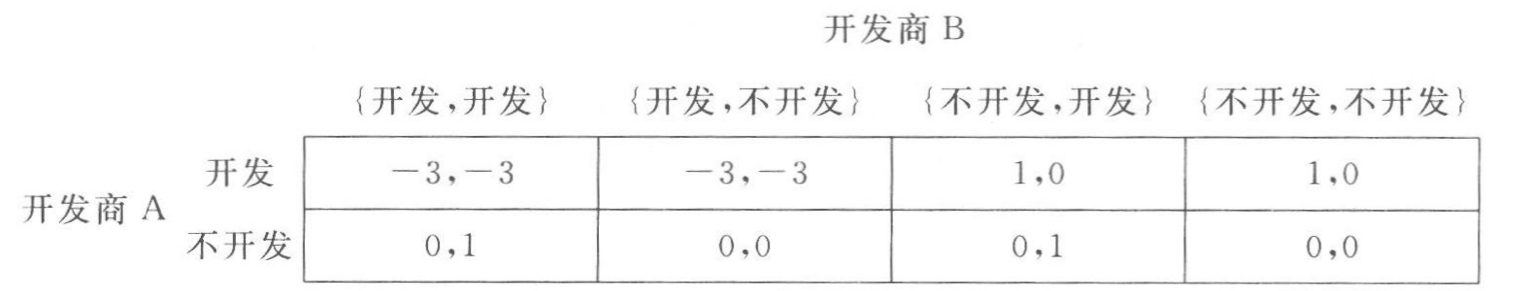 开发商 B
{开发,开发} {开发,不开发} {不开发,开发} {不开发,不开发}
开发 -3,-3 -3,-3 1,0 1,0
开发商 A
不开发 0,1 0,0 0,1 0,0